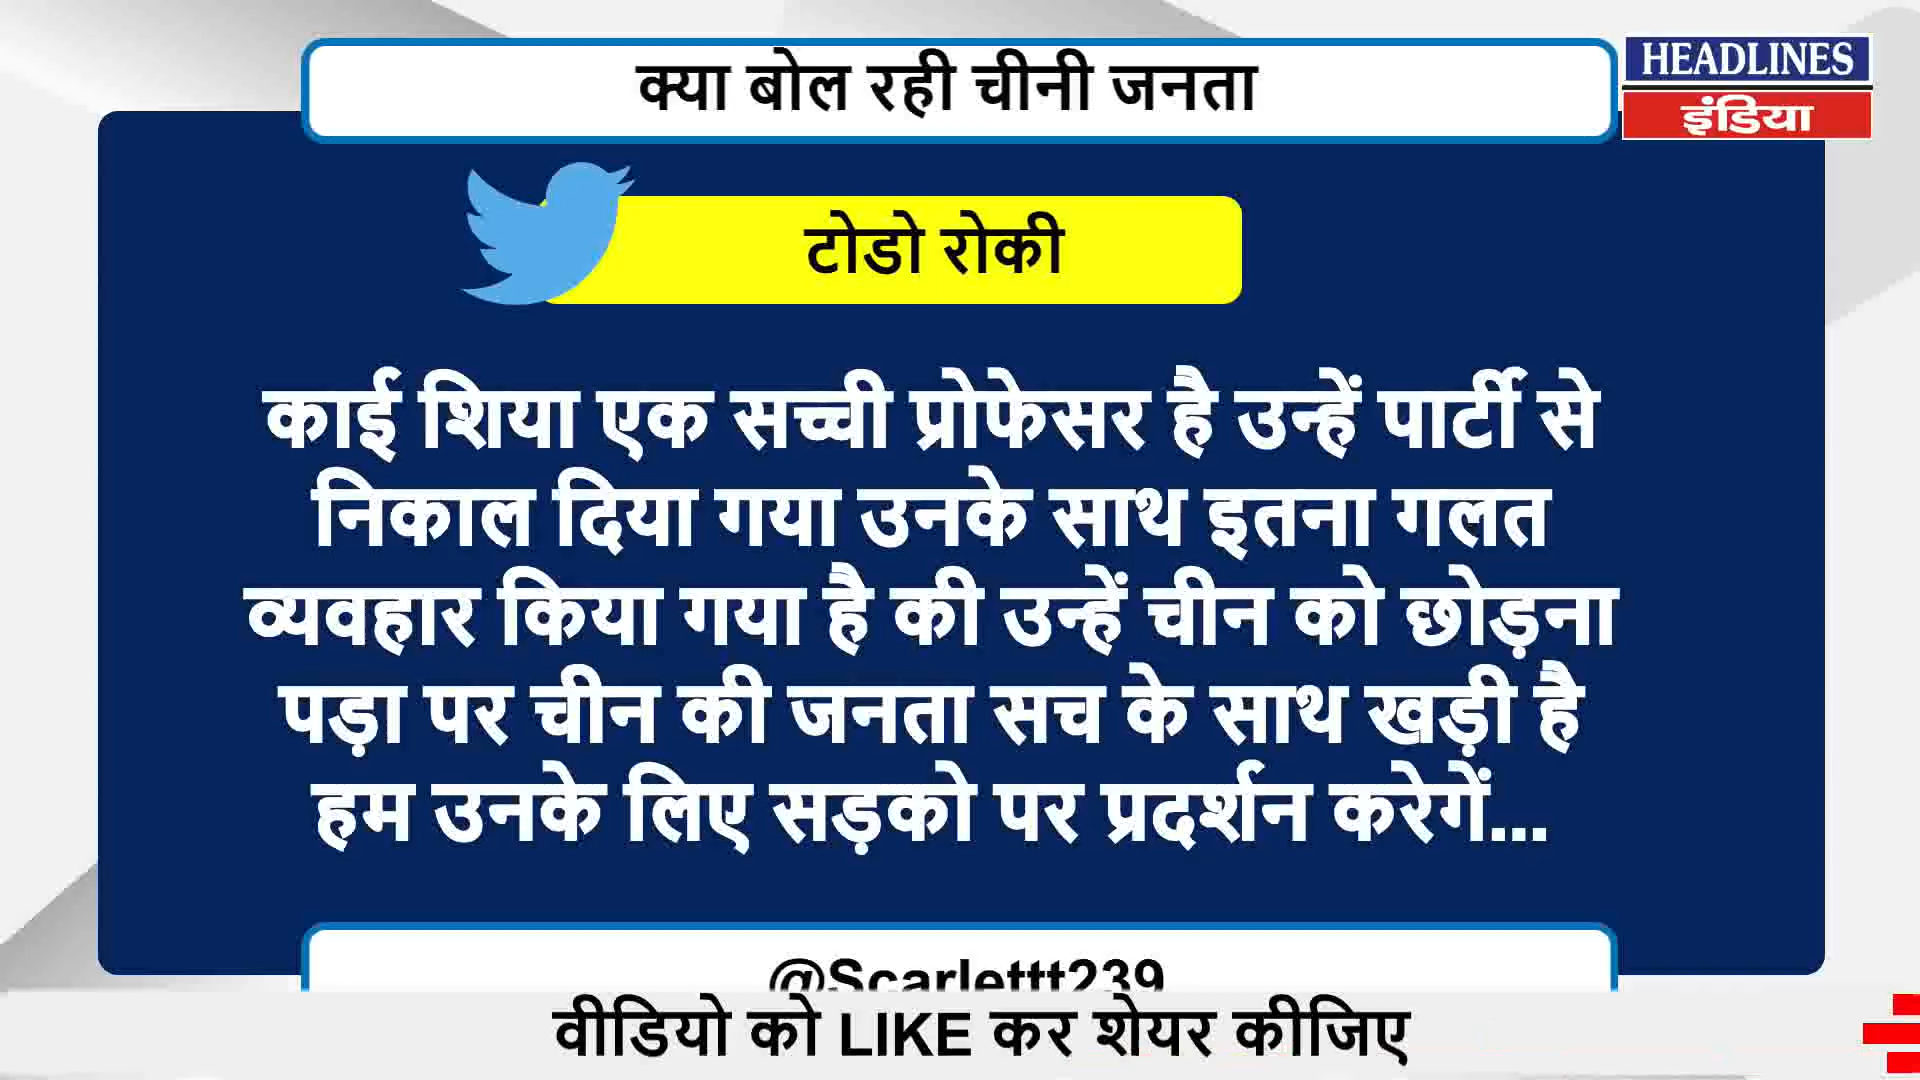 क्या बोल रही चीनी जनता
HEADLINES
इंडिया
टोडो रोकी
काई शिया एक सच्ची प्रोफेसर है उन्हें पार्टी से
निकाल दिया गया उनके साथ इतना गलत
व्यवहार किया गया है की उन्हें चीन को छोड़ना
पड़ा पर चीन की जनता सच के साथ खड़ी है
हम उनके लिए सड़को पर प्रदर्शन करेगें...
@Scarlettt239
वीडियो को LIKE कर शेयर कीजिए